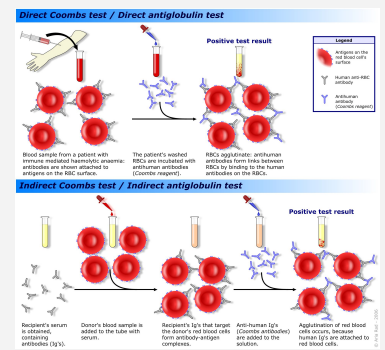 Direct Coombs test / Direct antiglobulin test
Positive test result
Legend
Antigens on the
red blood cell's
surface
Human anti-RBC
antibody
Antihuman
antibody
(Coombs reagent)
Blood sample from a patient with
immune mediated haemolytic anaemia:
antibodies are shown attached to
antigens on the RBC surface.
The patient's washed
RBCs are incubated with
antihuman antibodies
(Coombs reagent).
RBCs agglutinate: antihuman
antibodies form links between
RBCs by binding to the human
antibodies on the RBCs.
Indirect Coombs test / Indirect antiglobulin test
Positive test result
Recipient's serum
is obtained,
containing
antibodies (Ig's).
Donor's blood sample is
added to the tube with
serum.
Recipient's Ig's that target
the donor's red blood cells
form antibody-antigen
complexes.
Anti-human Ig's
(Coombs antibodies)
are added to the
solution.
Agglutination of red blood
cells occurs, because
human Ig's are attached to
red blood cells.